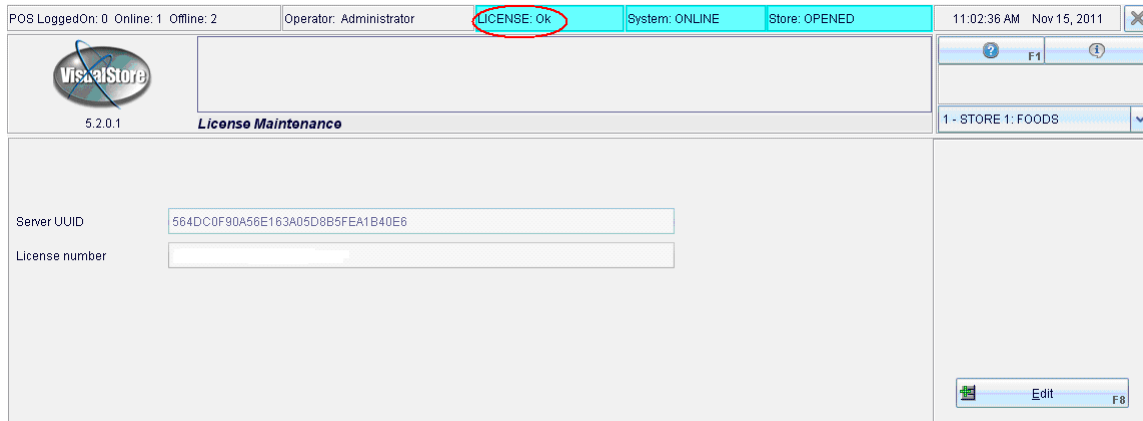 POS LoggedOn: 0 Online: 1 Offline: 2 Operator: Administrator LICENSE: Ok System: ONLINE Store: OPENED 11:02:36 AM Nov 15, 2011
VisualStore
F1
5.2.0.1 License Maintenance 1 - STORE 1: FOODS
Server UUID 564DC0F90A56E163A05D8B5FEA1B40E6
License number
Edit F8